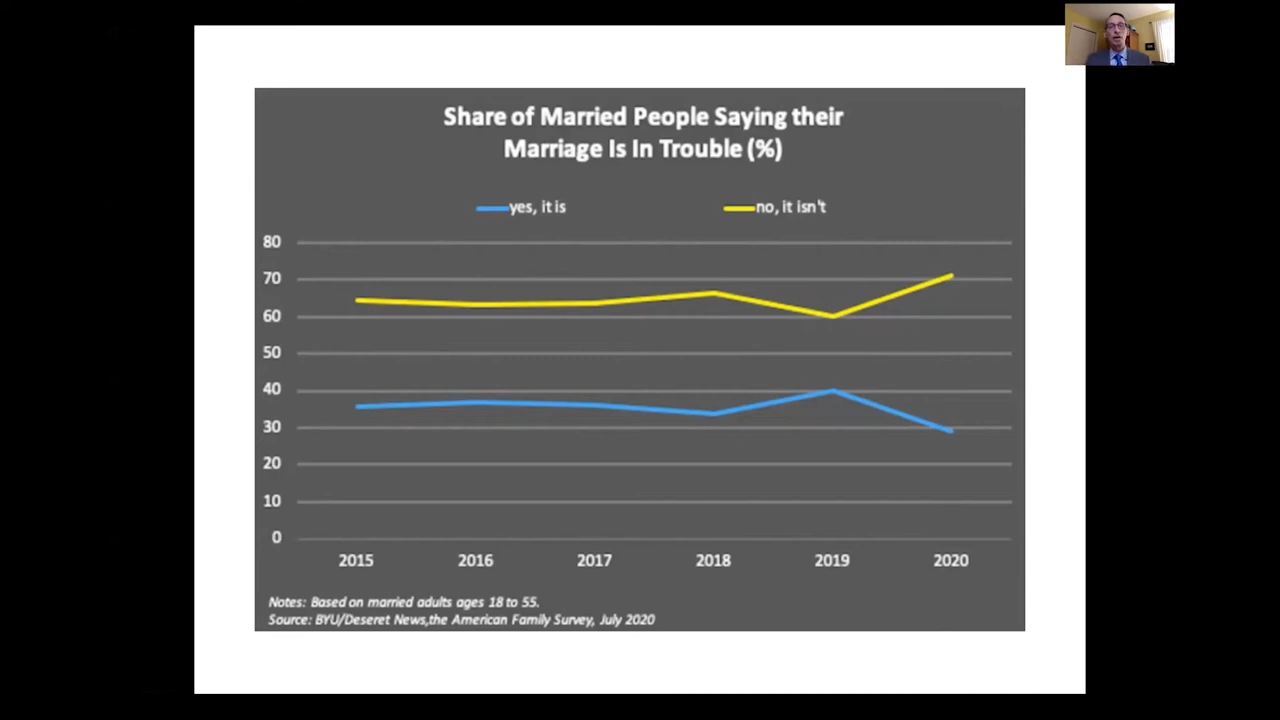 Share of Married People Saying their
Marriage Is In Trouble (%)
yes, it is
no, it isn't
80
70
60
50
40
30
20
10
0
2015 2016 2017 2018 2019 2020
Notes: Based on married adults ages 18 to 55.
Source: BYU/Deseret News,the American Family Survey, July 2020